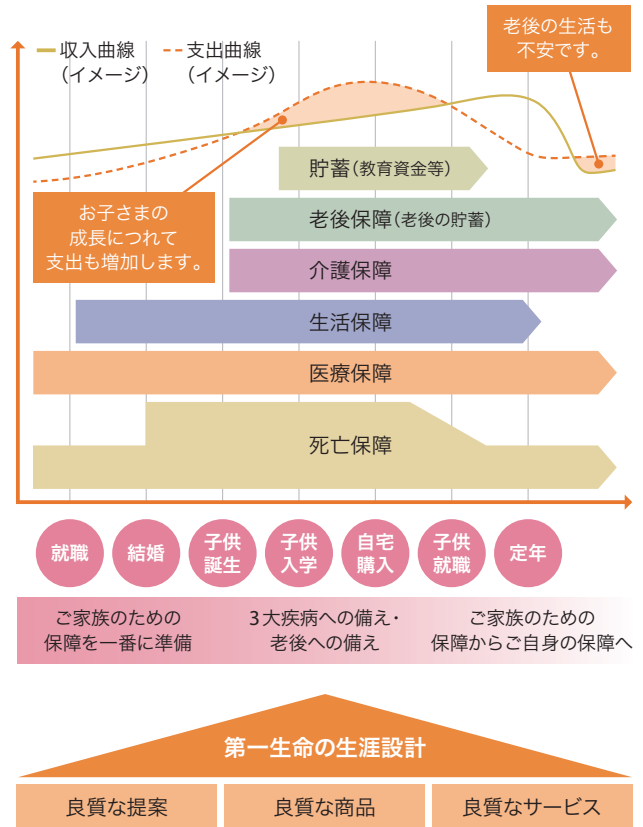 老後の生活も
不安です。
収入曲線
（イメージ）
支出曲線
（イメージ）
お子さまの
成長につれて
支出も増加します。
貯蓄（教育資金等）
老後保障（老後の貯蓄）
介護保障
生活保障
医療保障
死亡保障
就職
結婚
子供
誕生
子供
入学
自宅
購入
子供
就職
定年
ご家族のための
保障を一番に準備
3大疾病への備え・
老後への備え
ご家族のための
保障からご自身の保障へ
第一生命の生涯設計
良質な提案
良質な商品
良質なサービス